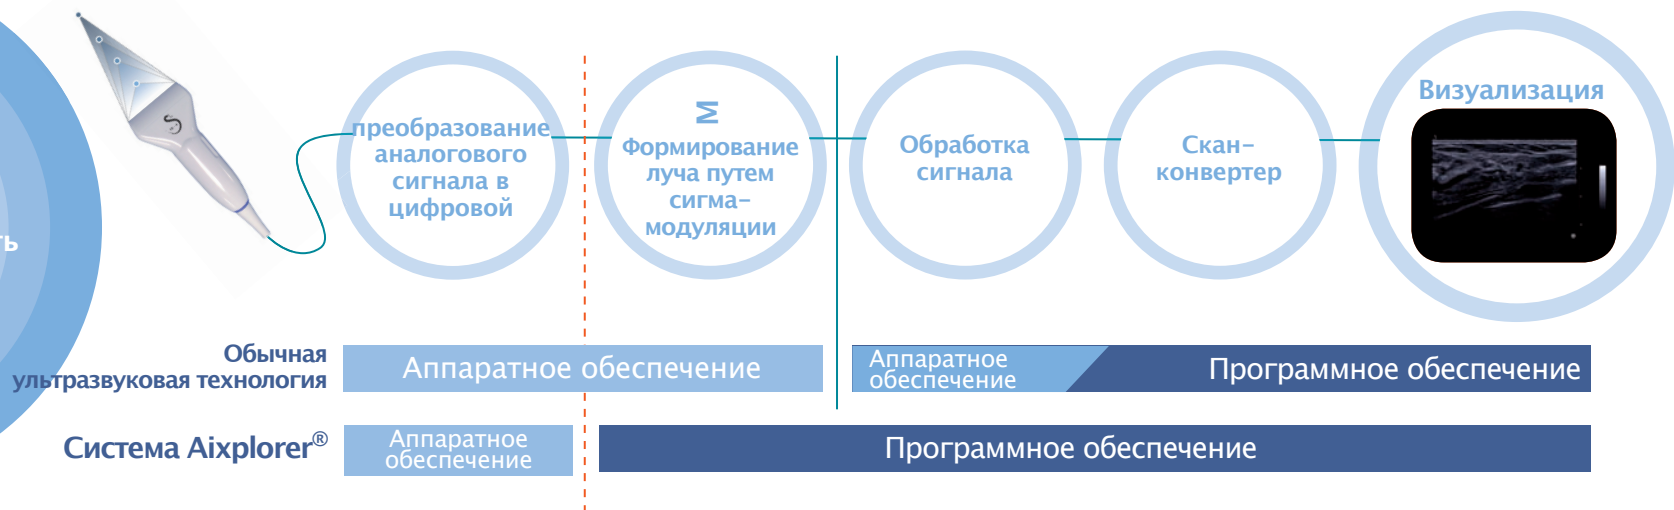 преобразование
аналогового
сигнала в
цифровой
Σ
Формирование
луча путем
сигма-
модуляции
Обработка
сигнала
Скан-
конвертер
Визуализация
ть
Обычная
ультразвуковая технология
Аппаратное обеспечение
Аппаратное
обеспечение
Программное обеспечение
Система Aixplorer®
Аппаратное
обеспечение
Программное обеспечение